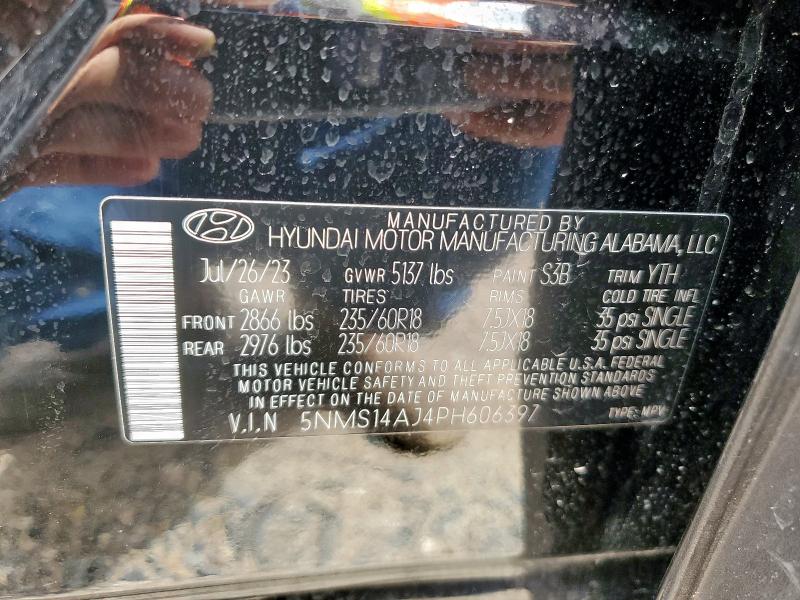 MANUFACTURED BY
HYUNDAI MOTOR MANUFACTURING ALABAMA, LLC
Jul/26/23 GVWR 5137 lbs PAINT S3B TRIM YTH
GAWR TIRES RIMS COLD TIRE INFL
FRONT 2866 lbs 235/60R18 7.5JX18 35 psi SINGLE
REAR 2976 lbs 235/60R18 7.5JX18 35 psi SINGLE
THIS VEHICLE CONFORMS TO ALL APPLICABLE U.S.A. FEDERAL
MOTOR VEHICLE SAFETY AND THEFT PREVENTION STANDARDS
IN EFFECT ON THE DATE OF MANUFACTURE SHOWN ABOVE
V.I.N 5NMS14AJ4PH606397 TYPE: MPV